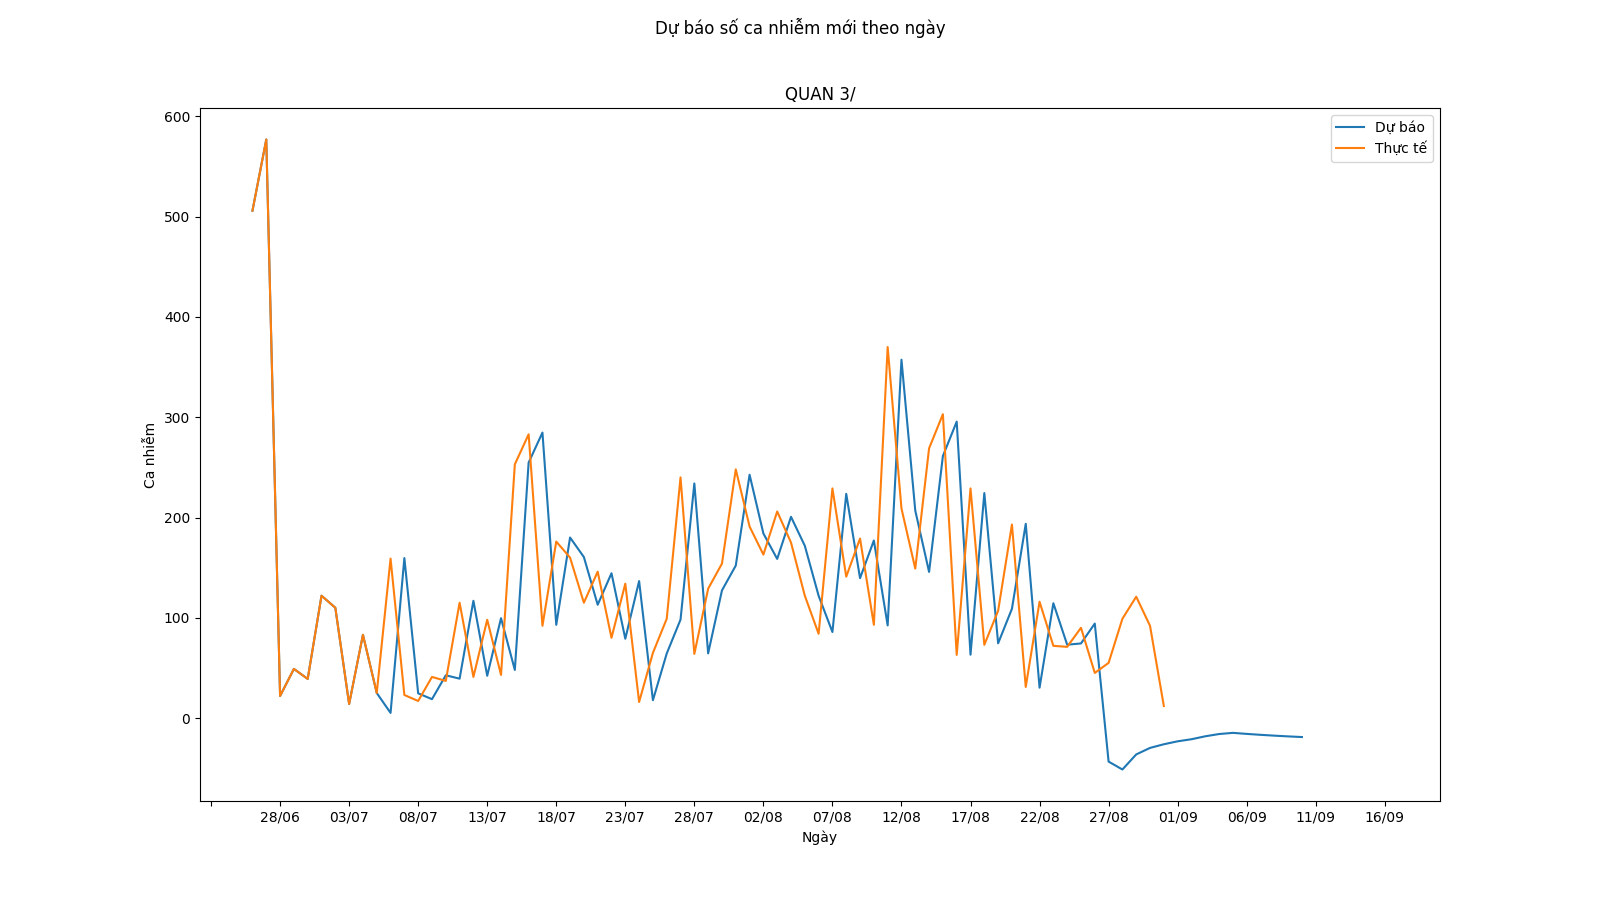 Dự báo số ca nhiễm mới theo ngày
QUAN 3/
Dự báo
Thực tế
600
500
400
300
200
100
0
Ca nhiễm
28/06 03/07 08/07 13/07 18/07 23/07 28/07 02/08 07/08 12/08 17/08 22/08 27/08 01/09 06/09 11/09 16/09
Ngày